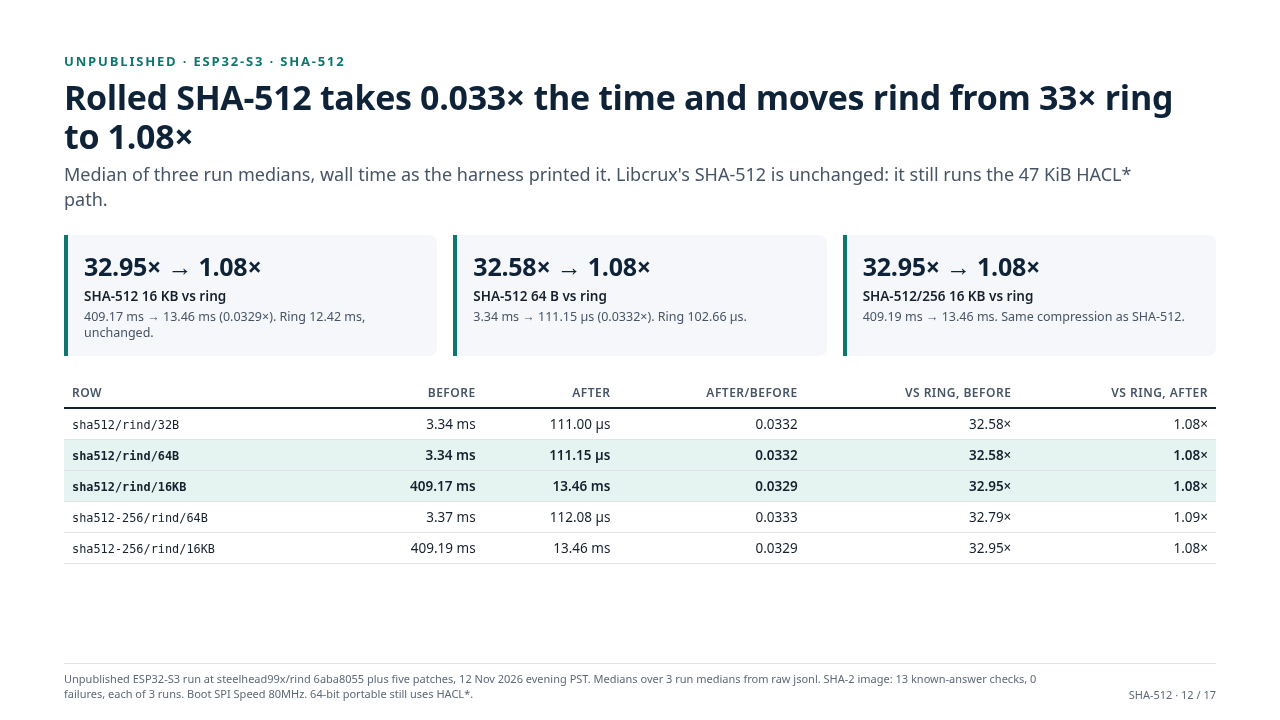 UNPUBLISHED · ESP32-S3 · SHA-512
Rolled SHA-512 takes 0.033× the time and moves rind from 33× ring
to 1.08×
Median of three run medians, wall time as the harness printed it. Libcrux's SHA-512 is unchanged: it still runs the 47 KiB HACL*
path.
32.95× → 1.08×
SHA-512 16 KB vs ring
409.17 ms → 13.46 ms (0.0329×). Ring 12.42 ms,
unchanged.
32.58× → 1.08×
SHA-512 64 B vs ring
3.34 ms → 111.15 µs (0.0332×). Ring 102.66 µs.
32.95× → 1.08×
SHA-512/256 16 KB vs ring
409.19 ms → 13.46 ms. Same compression as SHA-512.
ROW BEFORE AFTER AFTER/BEFORE VS RING, BEFORE VS RING, AFTER
sha512/rind/32B 3.34 ms 111.00 µs 0.0332 32.58× 1.08×
sha512/rind/64B 3.34 ms 111.15 µs 0.0332 32.58× 1.08×
sha512/rind/16KB 409.17 ms 13.46 ms 0.0329 32.95× 1.08×
sha512-256/rind/64B 3.37 ms 112.08 µs 0.0333 32.79× 1.09×
sha512-256/rind/16KB 409.19 ms 13.46 ms 0.0329 32.95× 1.08×
Unpublished ESP32-S3 run at steelhead99x/rind 6aba8055 plus five patches, 12 Nov 2026 evening PST. Medians over 3 run medians from raw jsonl. SHA-2 image: 13 known-answer checks, 0
failures, each of 3 runs. Boot SPI Speed 80MHz. 64-bit portable still uses HACL*.
SHA-512 · 12 / 17